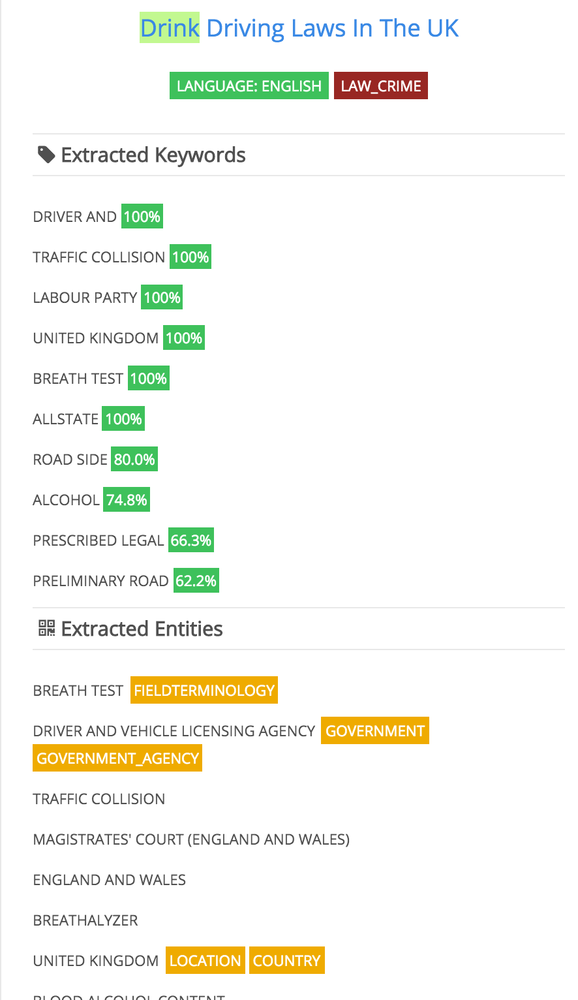 Drink Driving Laws In The UK
LANGUAGE: ENGLISH LAW_CRIME
Extracted Keywords
DRIVER AND 100%
TRAFFIC COLLISION 100%
LABOUR PARTY 100%
UNITED KINGDOM 100%
BREATH TEST 100%
ALLSTATE 100%
ROAD SIDE 80.0%
ALCOHOL 74.8%
PRESCRIBED LEGAL 66.3%
PRELIMINARY ROAD 62.2%
Extracted Entities
BREATH TEST FIELDTERMINOLOGY
DRIVER AND VEHICLE LICENSING AGENCY GOVERNMENT
GOVERNMENT_AGENCY
TRAFFIC COLLISION
MAGISTRATES' COURT (ENGLAND AND WALES)
ENGLAND AND WALES
BREATHALYZER
UNITED KINGDOM LOCATION COUNTRY
BLOOD ALCOHOL CONTENT